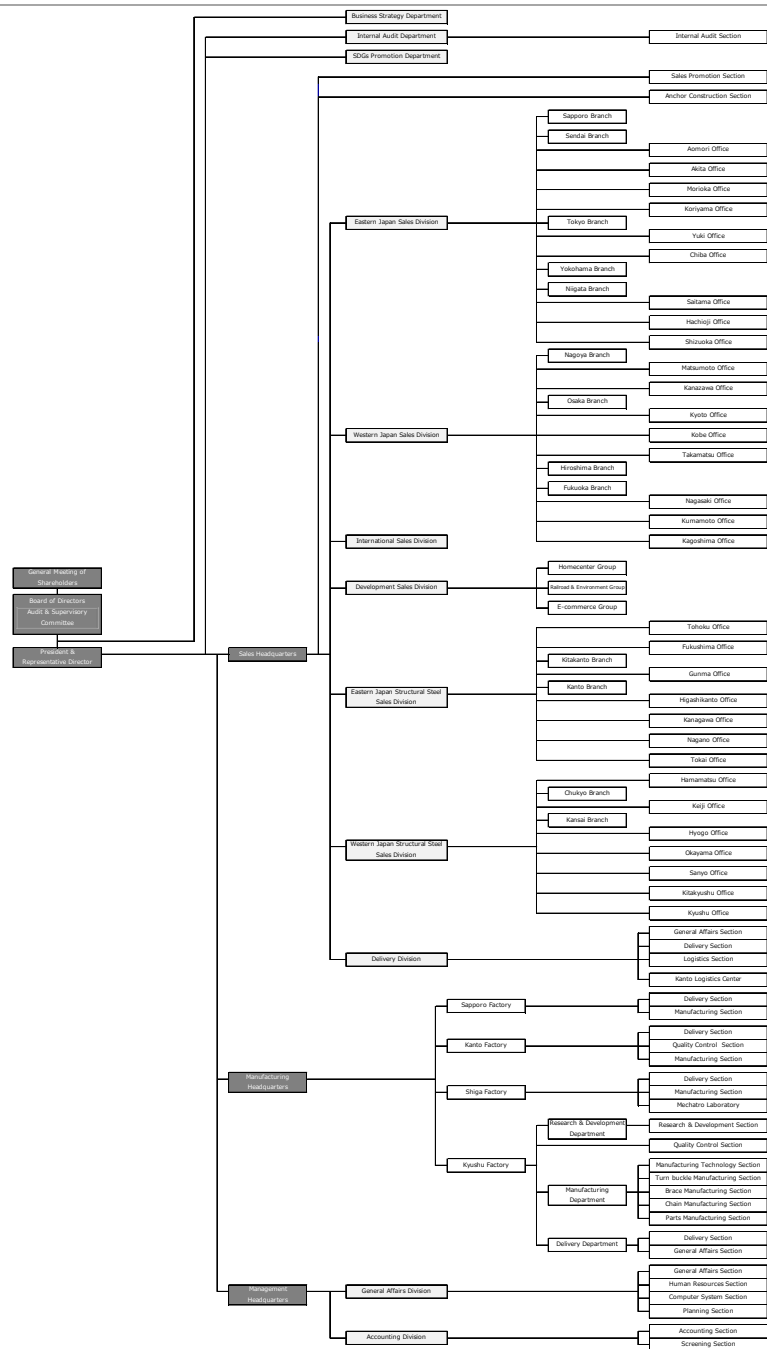 Business Strategy Department
Internal Audit Department
Internal Audit Section
SDGs Promotion Department
Sales Promotion Section
Anchor Construction Section
Sapporo Branch
Sendai Branch
Aomori Office
Akita Office
Morioka Office
Koriyama Office
Eastern Japan Sales Division
Tokyo Branch
Yuki Office
Chiba Office
Yokohama Branch
Niigata Branch
Saitama Office
Hachioji Office
Shizuoka Office
Nagoya Branch
Matsumoto Office
Kanazawa Office
Osaka Branch
Kyoto Office
Western Japan Sales Division
Kobe Office
Takamatsu Office
Hiroshima Branch
Fukuoka Branch
Nagasaki Office
Kumamoto Office
International Sales Division
Kagoshima Office
General Meeting of
Shareholders
Board of Directors
Audit & Supervisory
Committee
President &
Representative Director
Homecenter Group
Development Sales Division
Railroad & Environment Group
E-commerce Group
Sales Headquarters
Tohoku Office
Fukushima Office
Kitakanto Branch
Gunma Office
Kanto Branch
Eastern Japan Structural Steel
Sales Division
Higashikanto Office
Kanagawa Office
Nagano Office
Tokai Office
Hamamatsu Office
Chukyo Branch
Keiji Office
Kansai Branch
Hyogo Office
Western Japan Structural Steel
Sales Division
Okayama Office
Sanyo Office
Kitakyushu Office
Kyushu Office
General Affairs Section
Delivery Section
Delivery Division
Logistics Section
Kanto Logistics Center
Sapporo Factory
Delivery Section
Manufacturing Section
Kanto Factory
Delivery Section
Quality Control Section
Manufacturing Section
Manufacturing
Headquarters
Shiga Factory
Delivery Section
Manufacturing Section
Mechatro Laboratory
Research & Development
Department
Research & Development Section
Quality Control Section
Kyushu Factory
Manufacturing
Department
Manufacturing Technology Section
Turn buckle Manufacturing Section
Brace Manufacturing Section
Chain Manufacturing Section
Parts Manufacturing Section
Delivery Department
Delivery Section
General Affairs Section
Management
Headquarters
General Affairs Division
General Affairs Section
Human Resources Section
Computer System Section
Planning Section
Accounting Division
Accounting Section
Screening Section